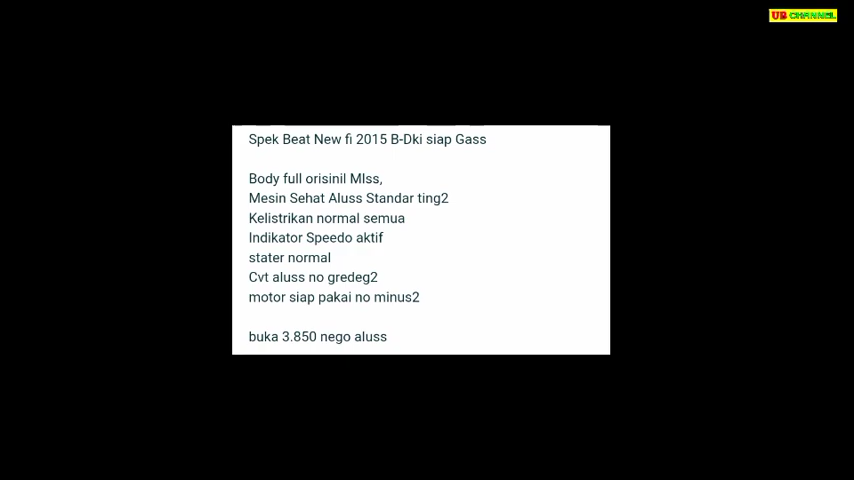 UB CHANNEL
Spek Beat New fi 2015 B-Dki siap Gass
Body full orisinil Mlss,
Mesin Sehat Aluss Standar ting2
Kelistrikan normal semua
Indikator Speedo aktif
stater normal
Cvt aluss no gredeg2
motor siap pakai no minus2
buka 3.850 nego aluss